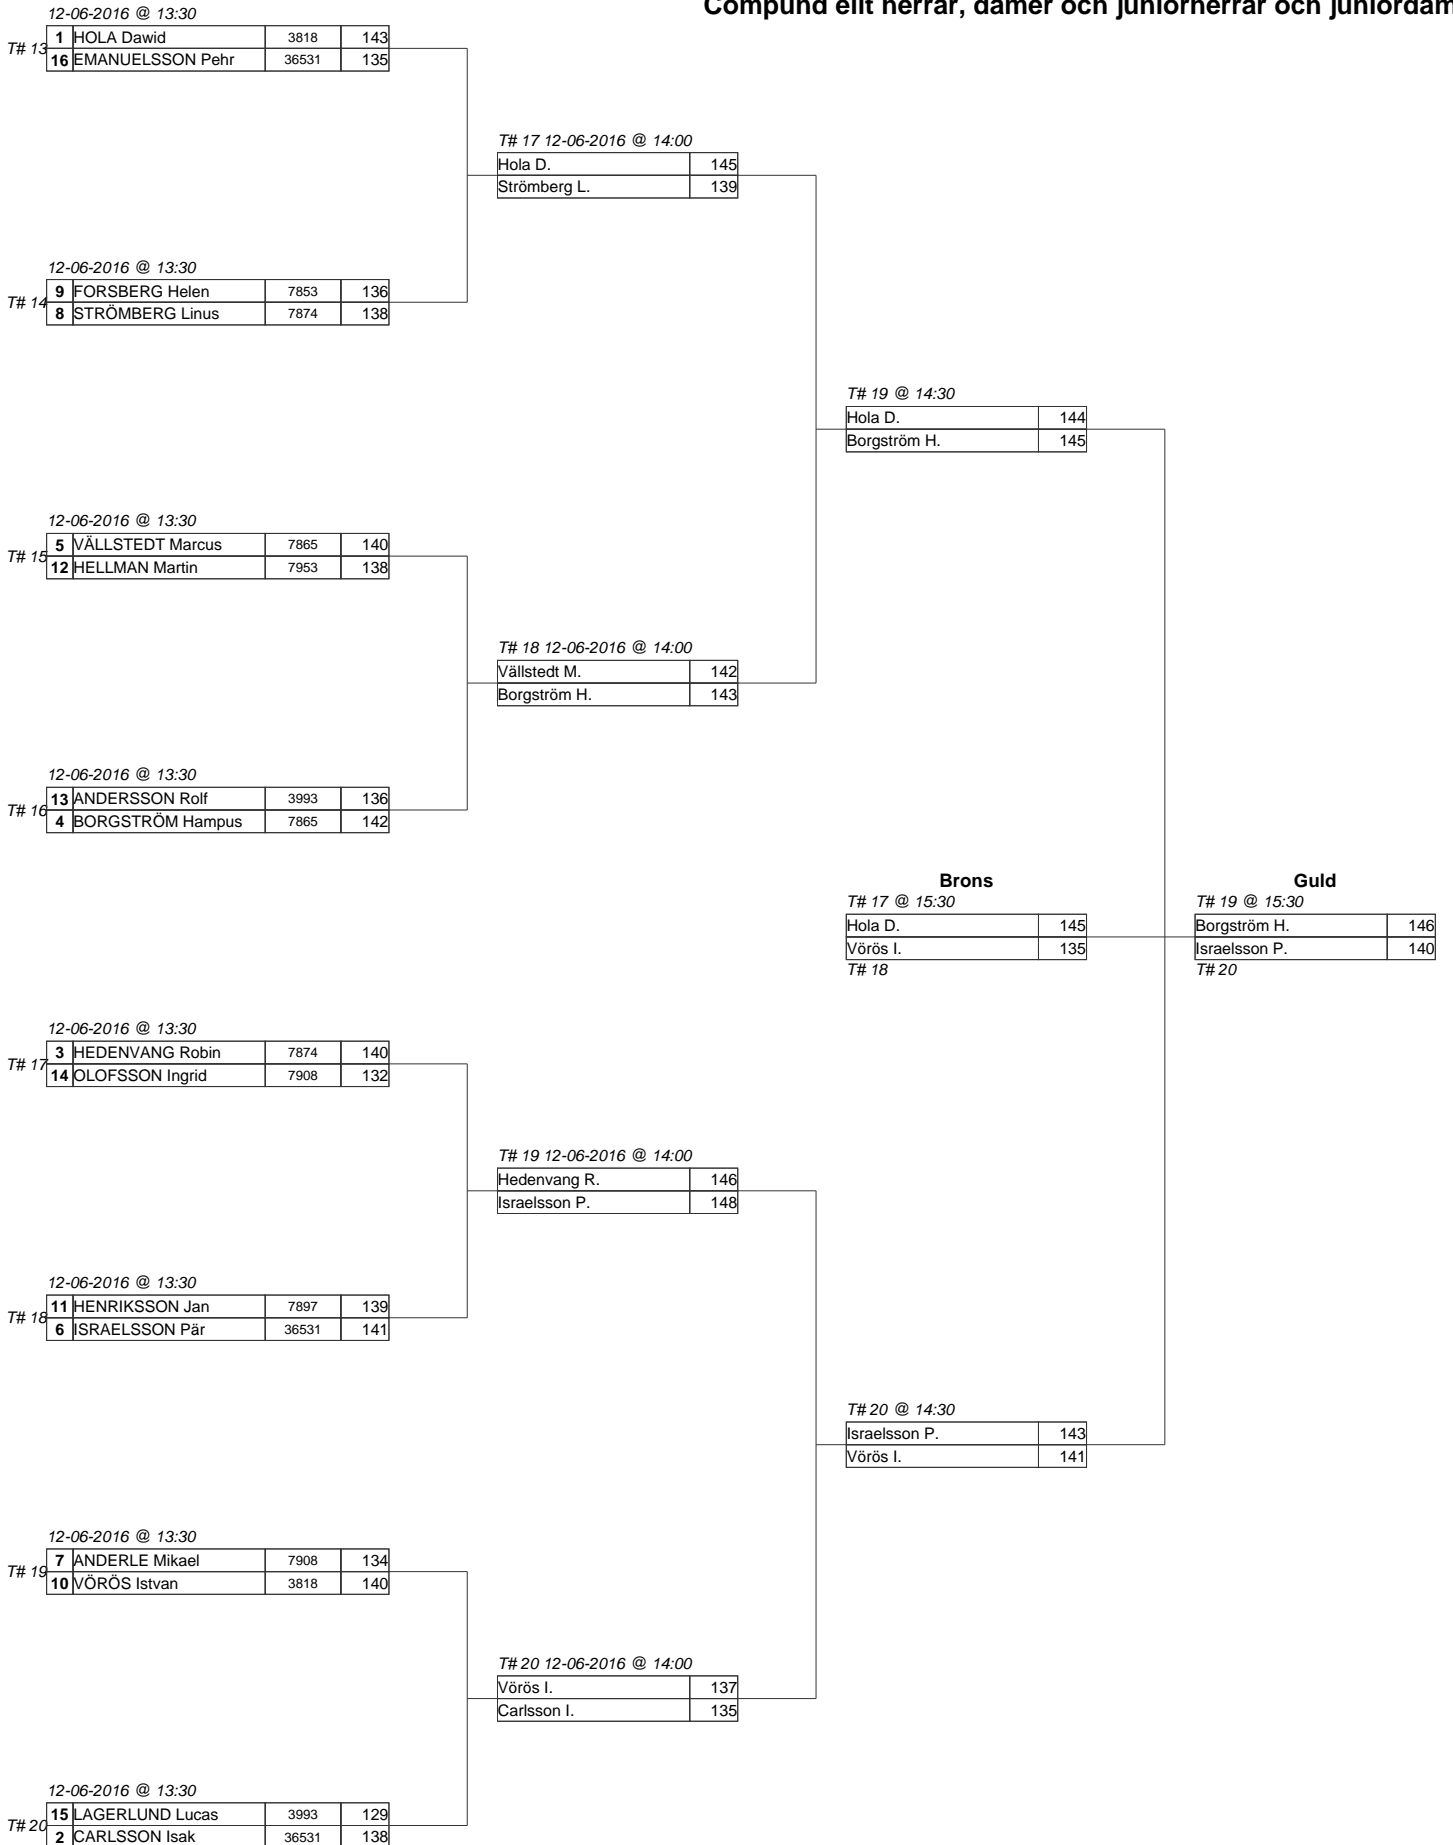 Compund elit herrar, damer och juniorherrar och juniordam
12-06-2016 @ 13:30
T# 13
1 HOLA Dawid 3818 143
16 EMANUELSSON Pehr 36531 135
T# 17 12-06-2016 @ 14:00
Hola D. 145
Strömberg L. 139
12-06-2016 @ 13:30
T# 14
9 FORSBERG Helen 7853 136
8 STRÖMBERG Linus 7874 138
T# 19 @ 14:30
Hola D. 144
Borgström H. 145
12-06-2016 @ 13:30
T# 15
5 VÄLLSTEDT Marcus 7865 140
12 HELLMAN Martin 7953 138
T# 18 12-06-2016 @ 14:00
Vällstedt M. 142
Borgström H. 143
12-06-2016 @ 13:30
T# 16
13 ANDERSSON Rolf 3993 136
4 BORGSTRÖM Hampus 7865 142
Brons
T# 17 @ 15:30
Hola D. 145
Vörös I. 135
T# 18
Guld
T# 19 @ 15:30
Borgström H. 146
Israelsson P. 140
T# 20
12-06-2016 @ 13:30
T# 17
3 HEDENVANG Robin 7874 140
14 OLOFSSON Ingrid 7908 132
T# 19 12-06-2016 @ 14:00
Hedenvang R. 146
Israelsson P. 148
12-06-2016 @ 13:30
T# 18
11 HENRIKSSON Jan 7897 139
6 ISRAELSSON Pär 36531 141
T# 20 @ 14:30
Israelsson P. 143
Vörös I. 141
12-06-2016 @ 13:30
T# 19
7 ANDERLE Mikael 7908 134
10 VÖRÖS Istvan 3818 140
T# 20 12-06-2016 @ 14:00
Vörös I. 137
Carlsson I. 135
12-06-2016 @ 13:30
T# 20
15 LAGERLUND Lucas 3993 129
2 CARLSSON Isak 36531 138